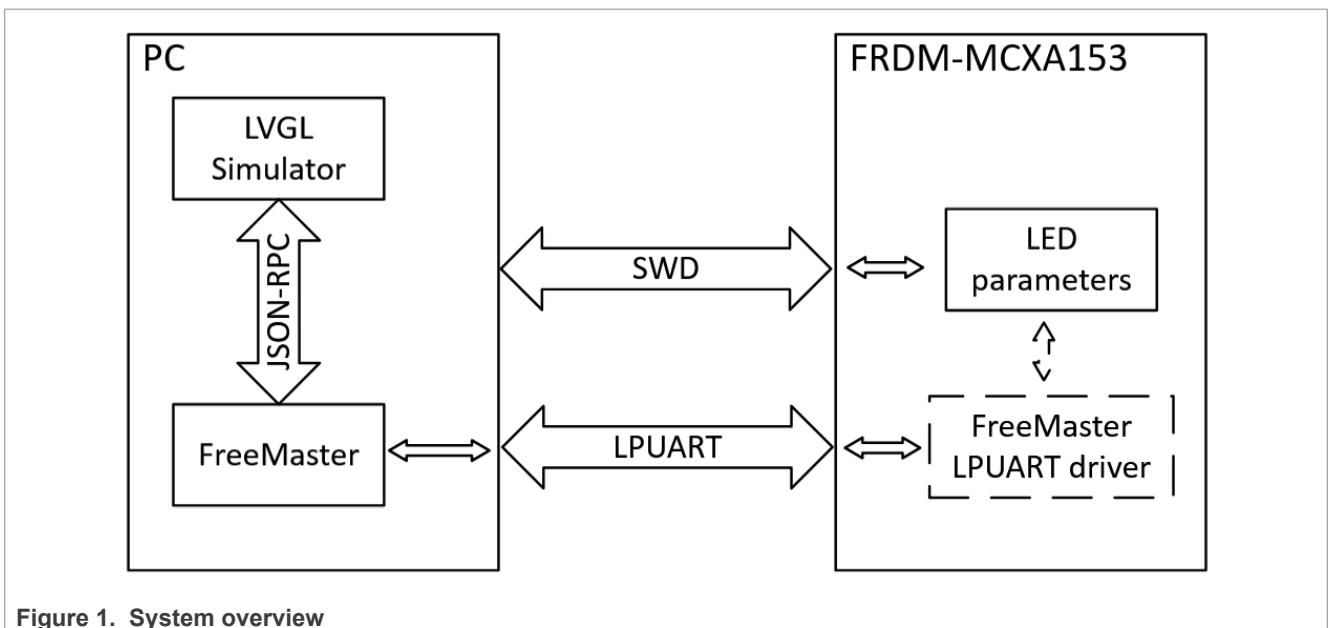 PC
FRDM-MCXA153
LVGL
Simulator
JSON-RPC
FreeMaster
SWD
LPUART
LED
parameters
FreeMaster
LPUART driver
Figure 1. System overview